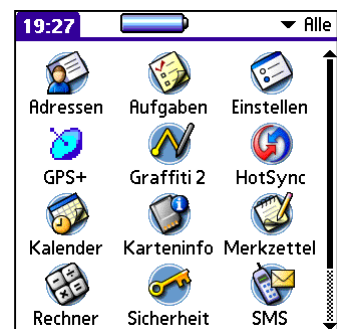 19:27 Alle
Adressen Aufgaben Einstellen
GPS+ Graffiti 2 HotSync
Kalender Karteninfo Merkzettel
Rechner Sicherheit SMS